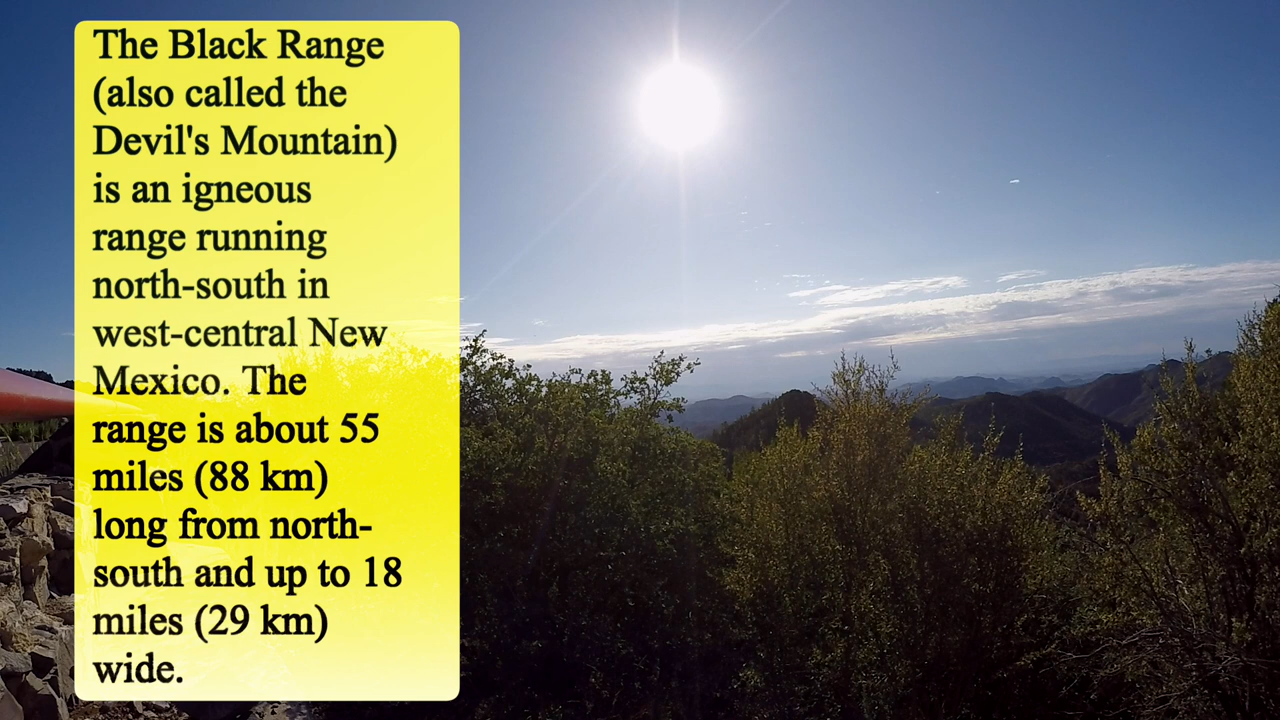 The Black Range
(also called the
Devil's Mountain)
is an igneous
range running
north-south in
west-central New
Mexico. The
range is about 55
miles (88 km)
long from north-
south and up to 18
miles (29 km)
wide.